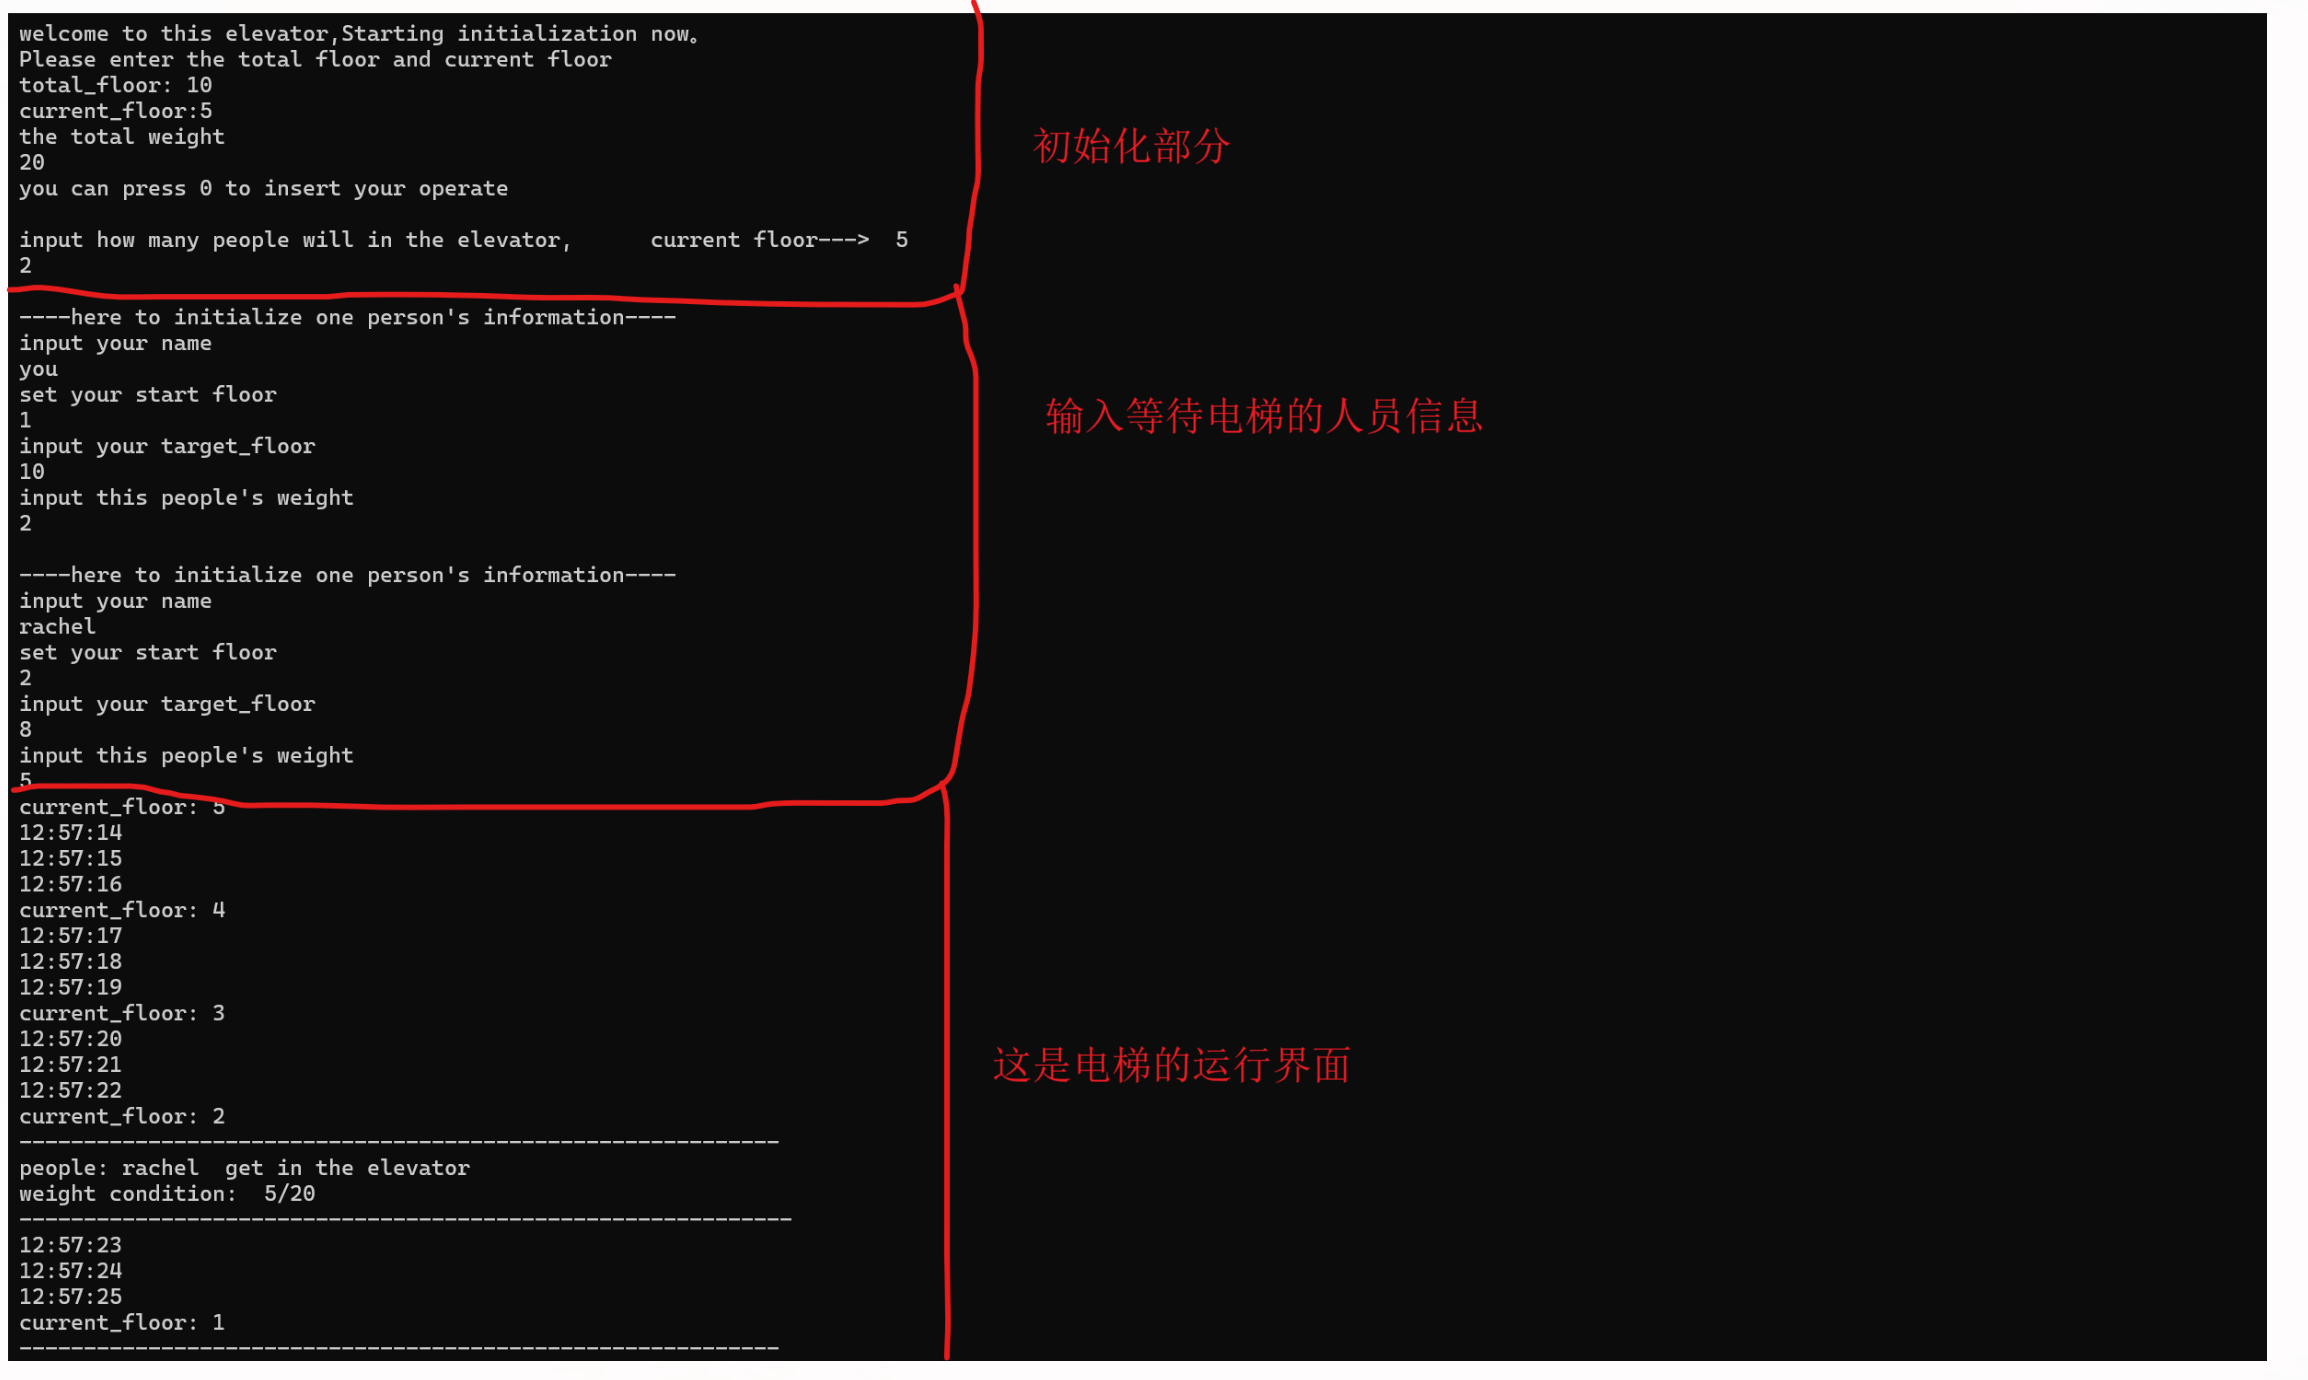 welcome to this elevator,Starting initialization now。
Please enter the total floor and current floor
total_floor: 10
current_floor:5
the total weight
20
you can press 0 to insert your operate
input how many people will in the elevator,      current floor--->  5
2
初始化部分
----here to initialize one person's information----
input your name
you
set your start floor
1
input your target_floor
10
input this people's weight
2
----here to initialize one person's information----
input your name
rachel
set your start floor
2
input your target_floor
8
input this people's weight
5
输入等待电梯的人员信息
current_floor: 5
12:57:14
12:57:15
12:57:16
current_floor: 4
12:57:17
12:57:18
12:57:19
current_floor: 3
12:57:20
12:57:21
12:57:22
current_floor: 2
------------------------------------------------------------
people: rachel  get in the elevator
weight condition:  5/20
-------------------------------------------------------------
12:57:23
12:57:24
12:57:25
current_floor: 1
------------------------------------------------------------
这是电梯的运行界面